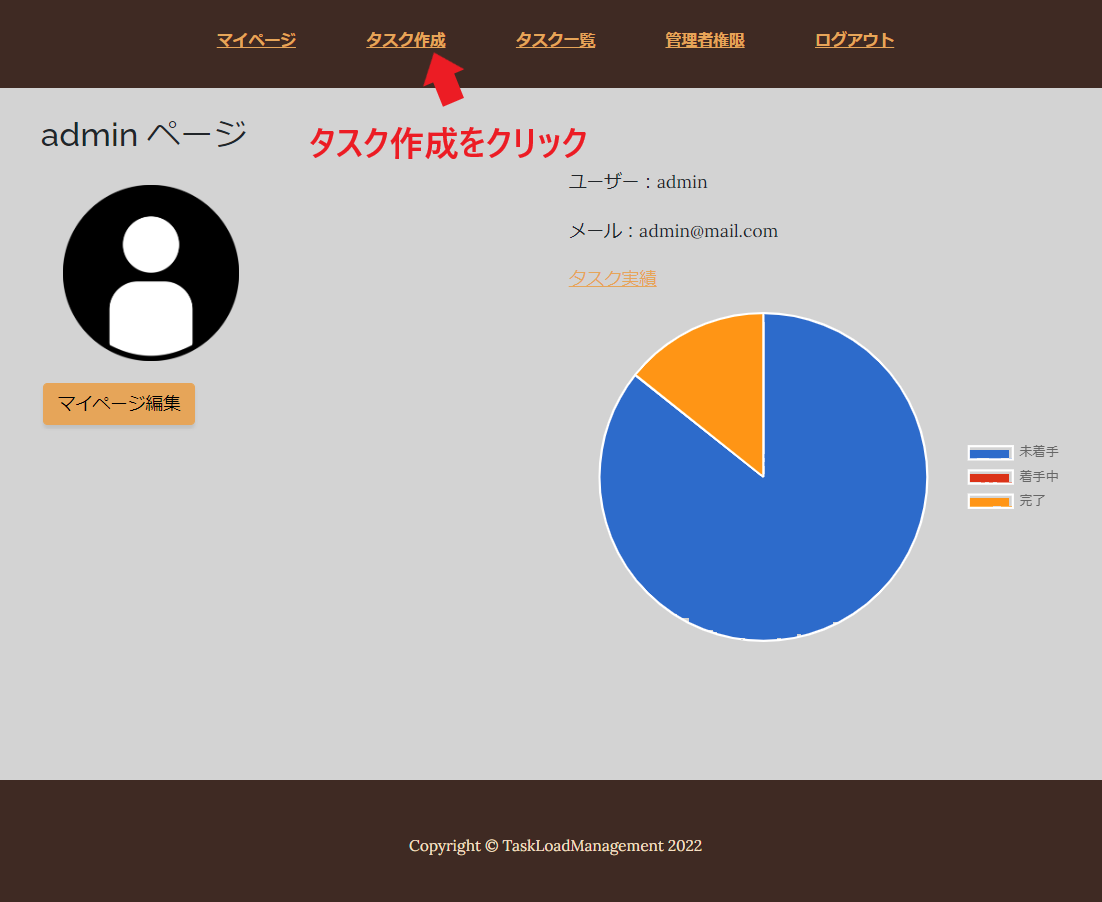 マイページ
タスク作成
タスク一覧
管理者権限
ログアウト
admin ページ
タスク作成をクリック
ユーザー：admin
メール：admin@mail.com
タスク実績
マイページ編集
未着手
着手中
完了
Copyright © TaskLoadManagement 2022